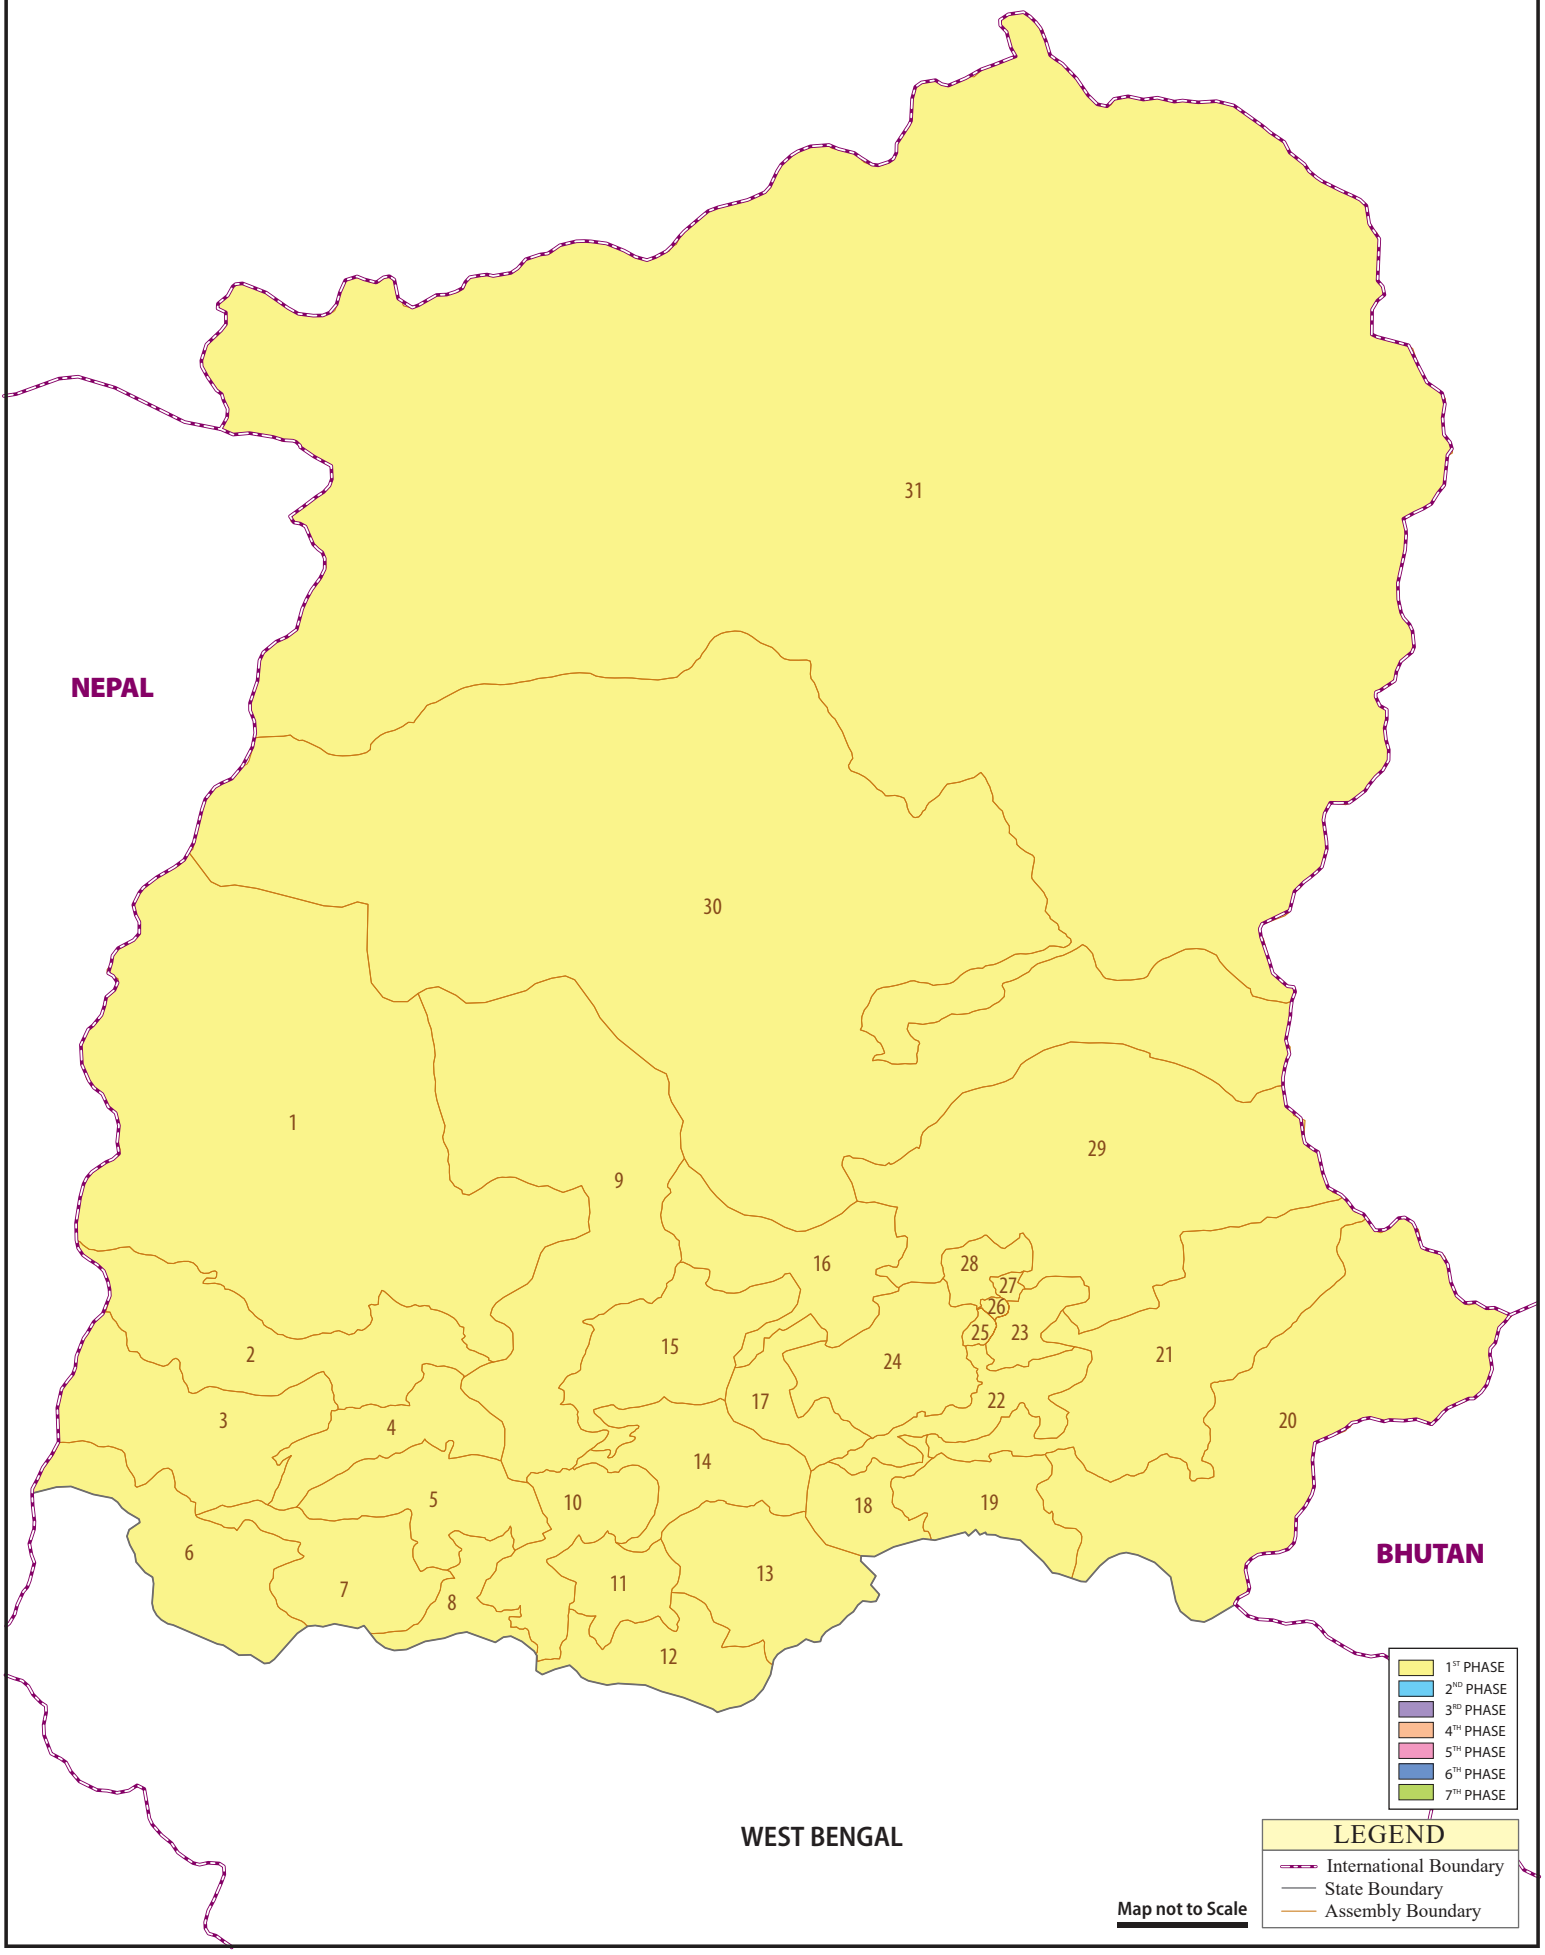 31
NEPAL
30
1
29
9
16
28
27
26
25
23
2
15
24
21
17
22
3
4
20
14
5
10
18
19
6
BHUTAN
13
11
7
8
12
1ST PHASE
2ND PHASE
3RD PHASE
4TH PHASE
5TH PHASE
6TH PHASE
7TH PHASE
WEST BENGAL
LEGEND
International Boundary
State Boundary
Assembly Boundary
Map not to Scale